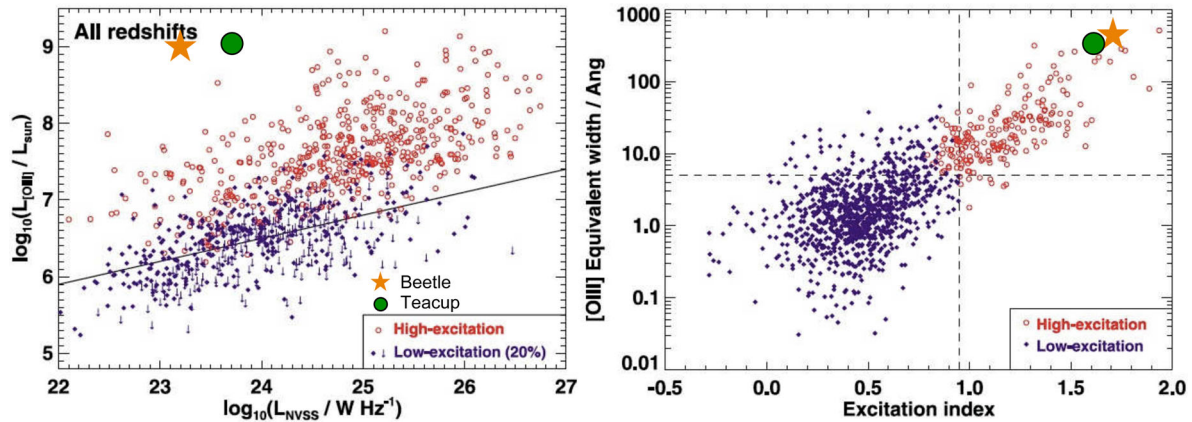 All redshifts
log₁₀(L[OIII] / Lsun)
9
8
7
6
5
22 23 24 25 26 27
log₁₀(LNVSS / W Hz⁻¹)
Beetle
Teacup
High-excitation
Low-excitation (20%)
[OIII] Equivalent width / Ang
1000
100
10.0
1.0
0.1
0.01
-0.5 0.0 0.5 1.0 1.5 2.0
Excitation index
High-excitation
Low-excitation